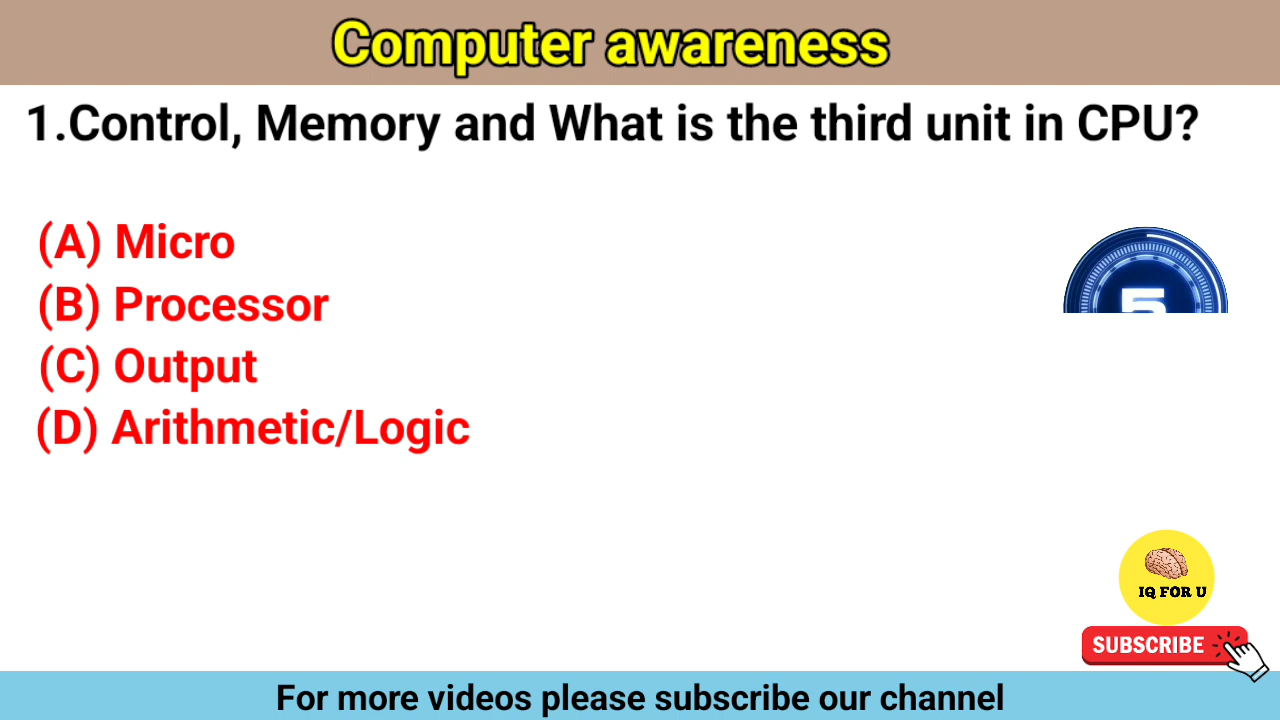 Computer awareness
1.Control, Memory and What is the third unit in CPU?
(A) Micro
(B) Processor
(C) Output
(D) Arithmetic/Logic
5
IQ FOR U
SUBSCRIBE
For more videos please subscribe our channel